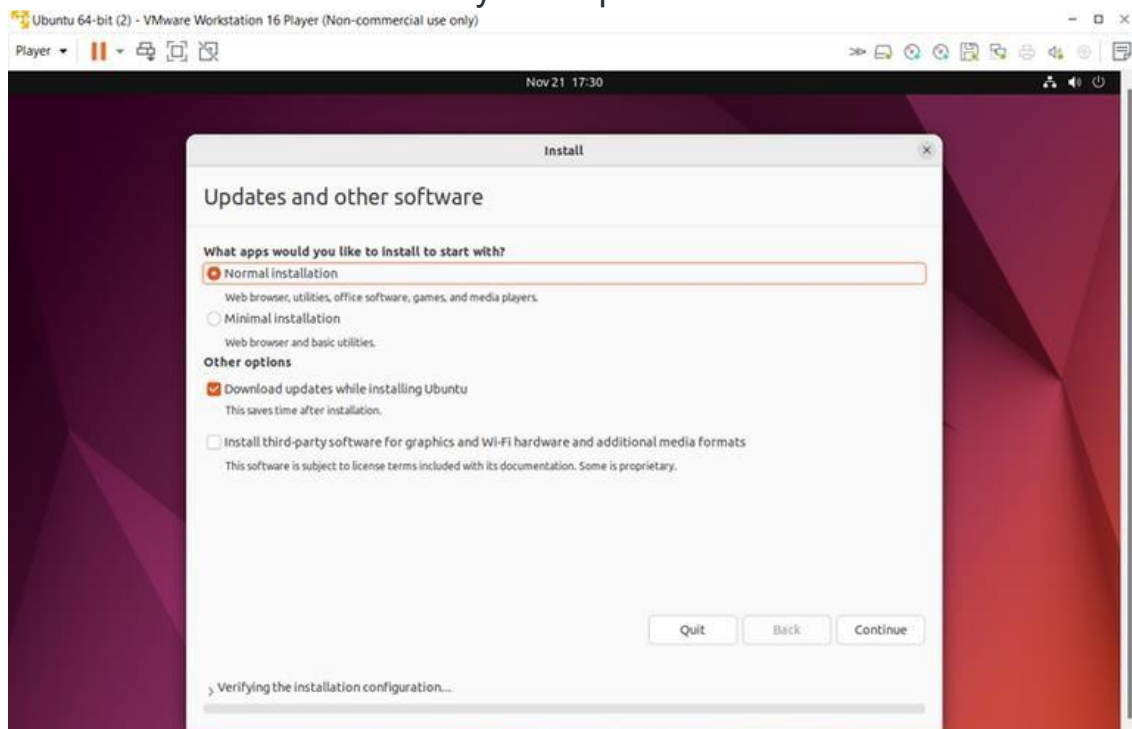 Ubuntu 64-bit (2) - VMware Workstation 16 Player (Non-commercial use only)
Player
Nov 21 17:30
Install
Updates and other software
What apps would you like to install to start with?
Normal installation
Web browser, utilities, office software, games, and media players.
Minimal installation
Web browser and basic utilities.
Other options
Download updates while installing Ubuntu
This saves time after installation.
Install third-party software for graphics and Wi-Fi hardware and additional media formats
This software is subject to license terms included with its documentation. Some is proprietary.
Quit Back Continue
Verifying the installation configuration...